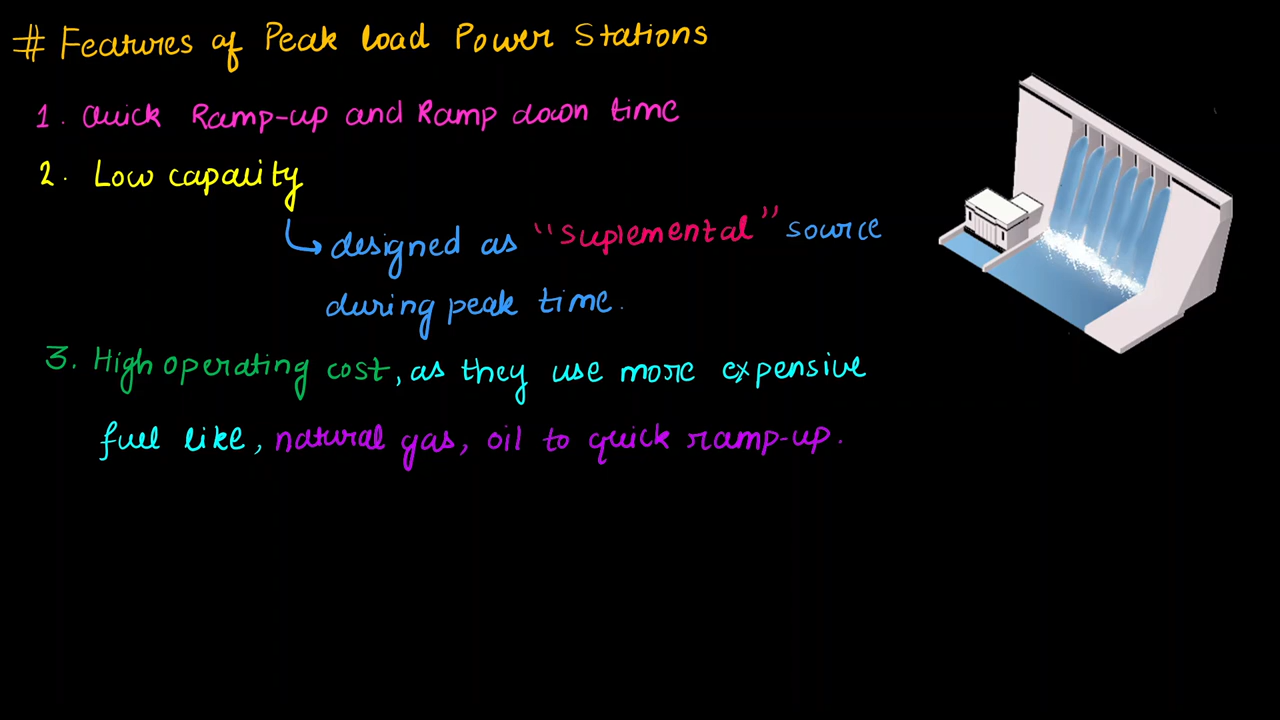 # Features of Peak load Power Stations
1. Quick Ramp-up and Ramp down time
2. Low capacity
designed as "suplemental" source
during peak time.
3. High operating cost, as they use more expensive
fuel like, natural gas, oil to quick ramp-up.